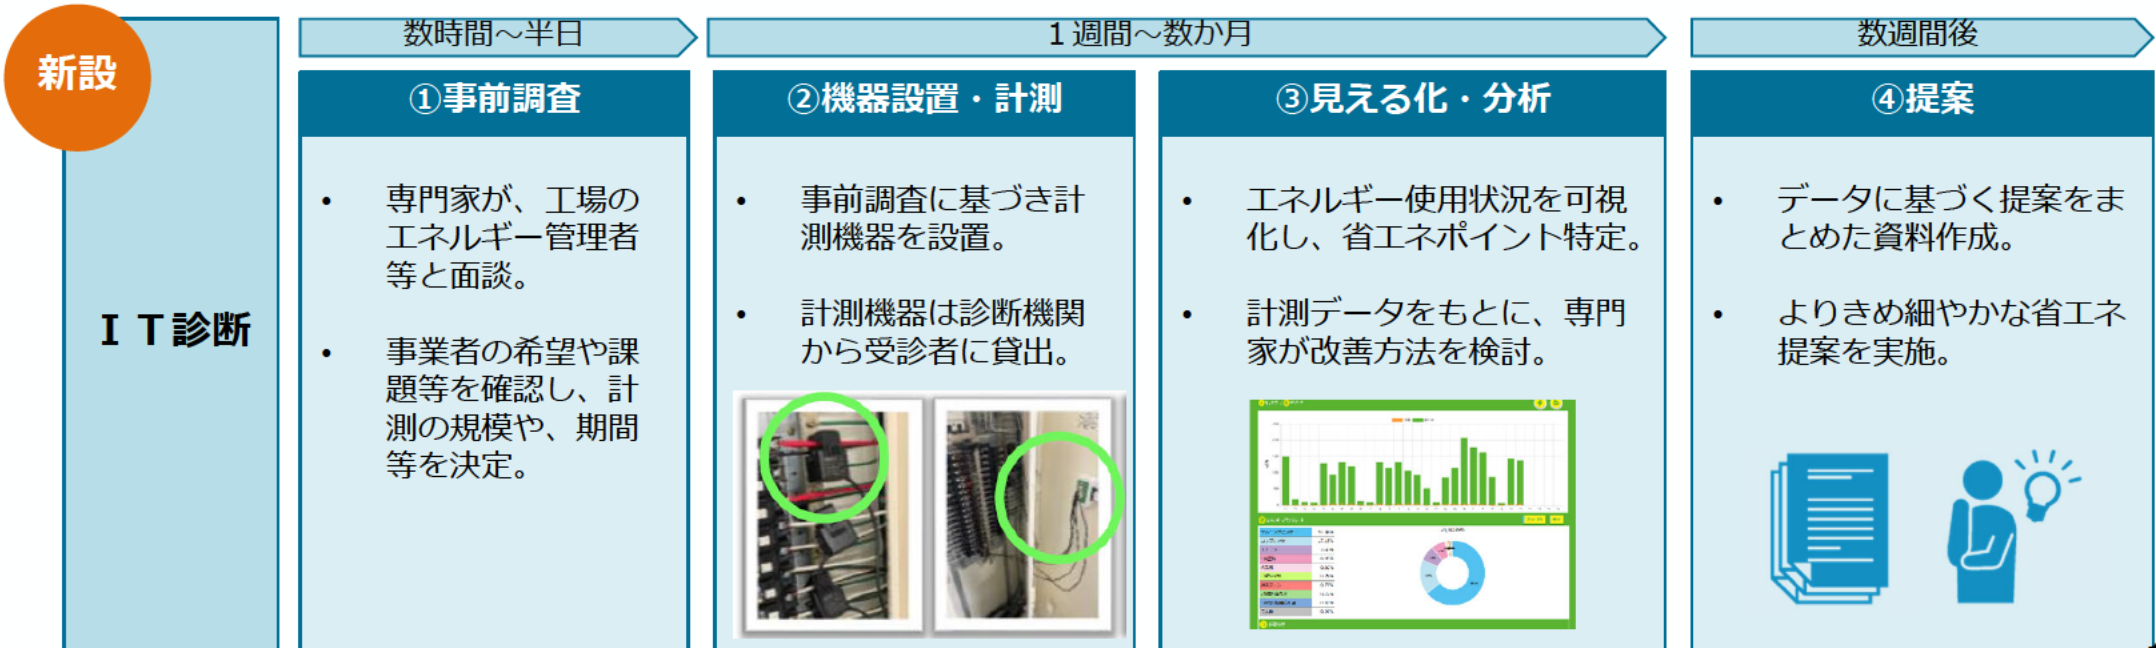 新設
ＩＴ診断
数時間～半日
１週間～数か月
数週間後
①事前調査
• 専門家が、工場の
エネルギー管理者
等と面談。
• 事業者の希望や課
題等を確認し、計
測の規模や、期間
等を決定。
②機器設置・計測
• 事前調査に基づき計
測機器を設置。
• 計測機器は診断機関
から受診者に貸出。
③見える化・分析
• エネルギー使用状況を可視
化し、省エネポイント特定。
• 計測データをもとに、専門
家が改善方法を検討。
④提案
• データに基づく提案をま
とめた資料作成。
• よりきめ細やかな省エネ
提案を実施。